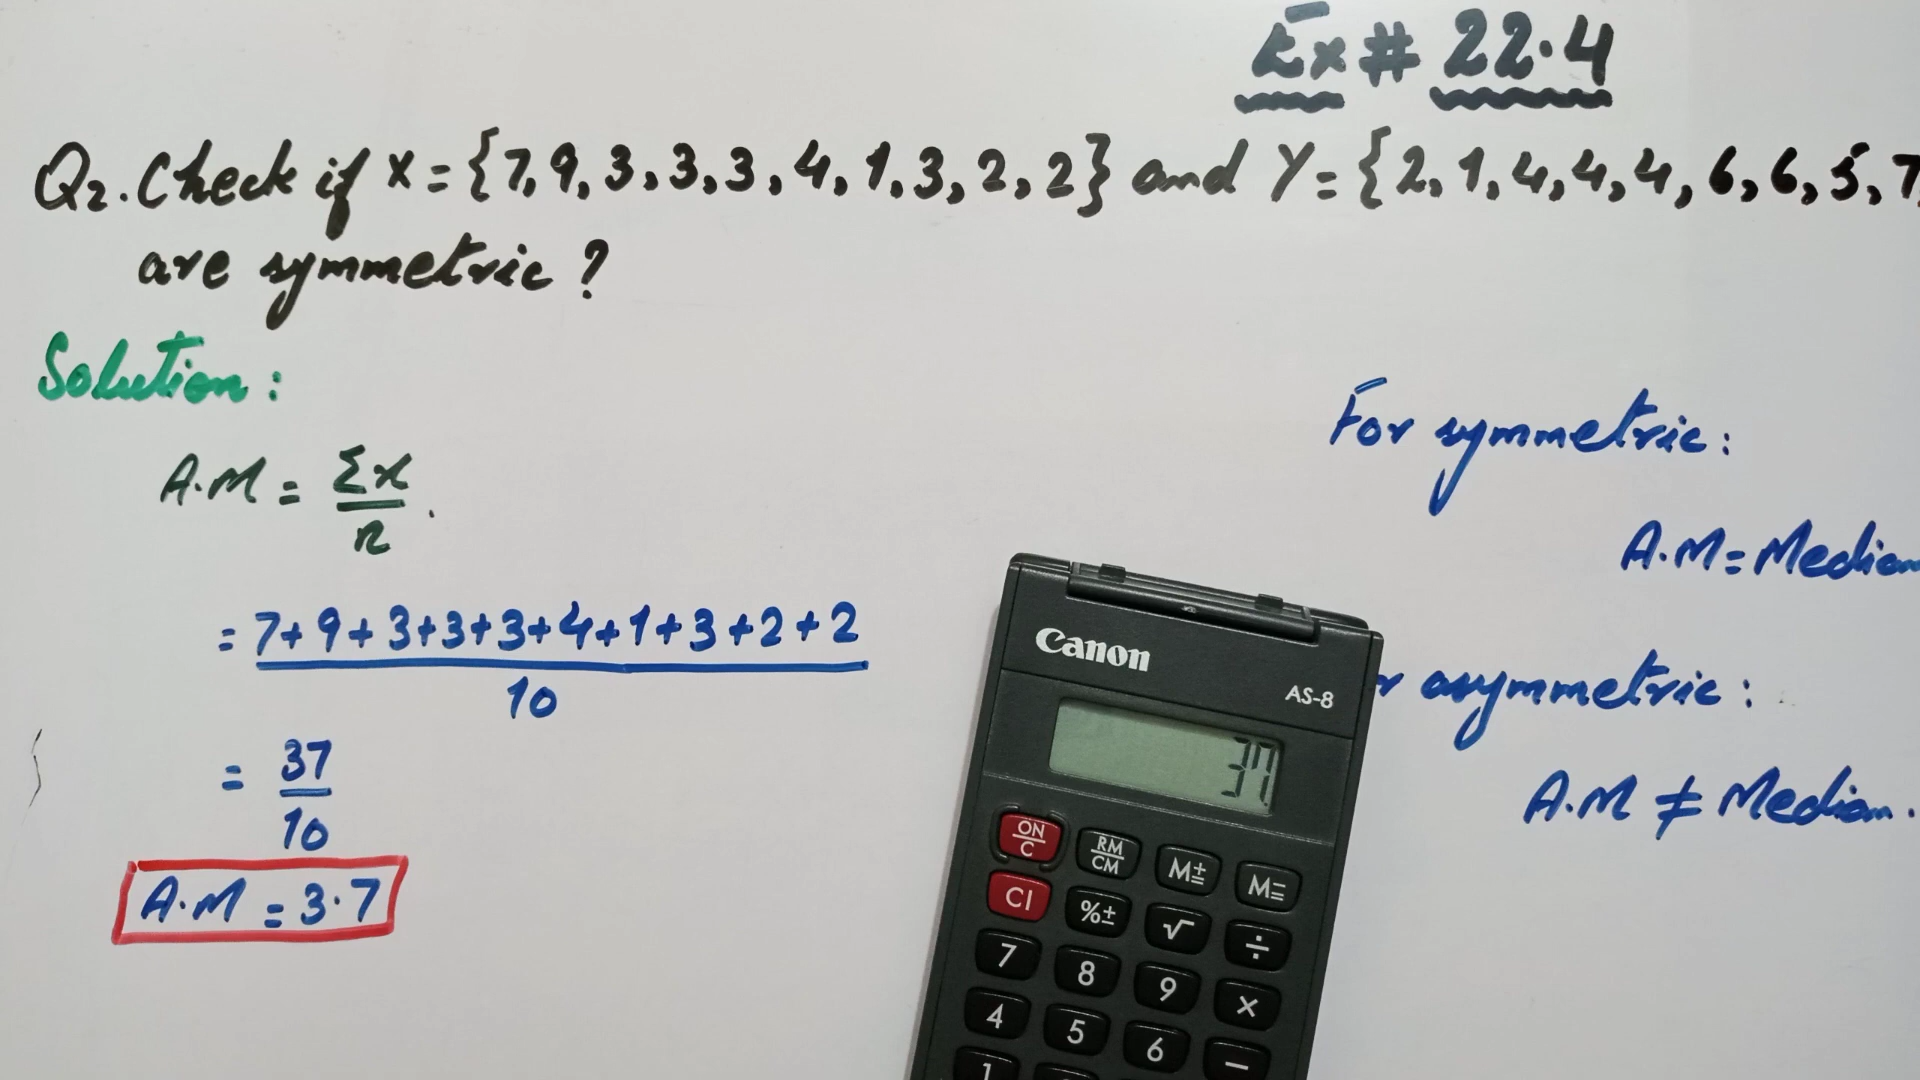 Ex # 22.4
Q2. Check if X = {7, 9, 3, 3, 3, 4, 1, 3, 2, 2} and Y = {2, 1, 4, 4, 4, 6, 6, 5, 7,
are symmetric ?
Solution :
A.M = Σx / n .
= 7+9+3+3+3+4+1+3+2+2 / 10
= 37 / 10
A.M = 3.7
For symmetric :
A.M = Median
r asymmetric :
A.M ≠ Median .
Canon
AS-8
37.
ON/C RM/CM M± M=
CI %± √ ÷
7 8 9 ×
4 5 6 −
1